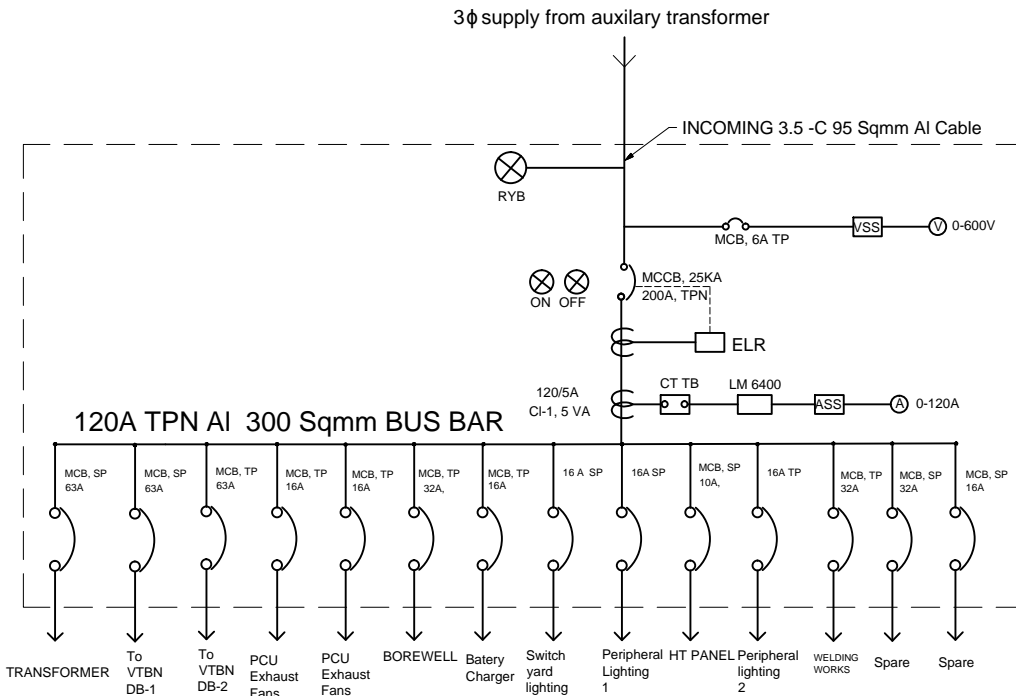 3ϕ supply from auxilary transformer
INCOMING 3.5 -C 95 Sqmm Al Cable
RYB
MCB, 6A TP
VSS
V
0-600V
ON
OFF
MCCB, 25KA
200A, TPN
ELR
120/5A
Cl-1, 5 VA
CT TB
LM 6400
ASS
A
0-120A
120A TPN Al 300 Sqmm BUS BAR
MCB, SP
63A
MCB, SP
63A
MCB, TP
63A
MCB, TP
16A
MCB, TP
16A
MCB, TP
32A,
MCB, TP
16A
16 A SP
16A SP
MCB, SP
10A,
16A TP
MCB, TP
32A
MCB, SP
32A
MCB, SP
16A
TRANSFORMER
To
VTBN
DB-1
To
VTBN
DB-2
PCU
Exhaust
Fans
PCU
Exhaust
Fans
BOREWELL
Batery
Charger
Switch
yard
lighting
Peripheral
Lighting
1
HT PANEL
Peripheral
lighting
2
WELDING
WORKS
Spare
Spare